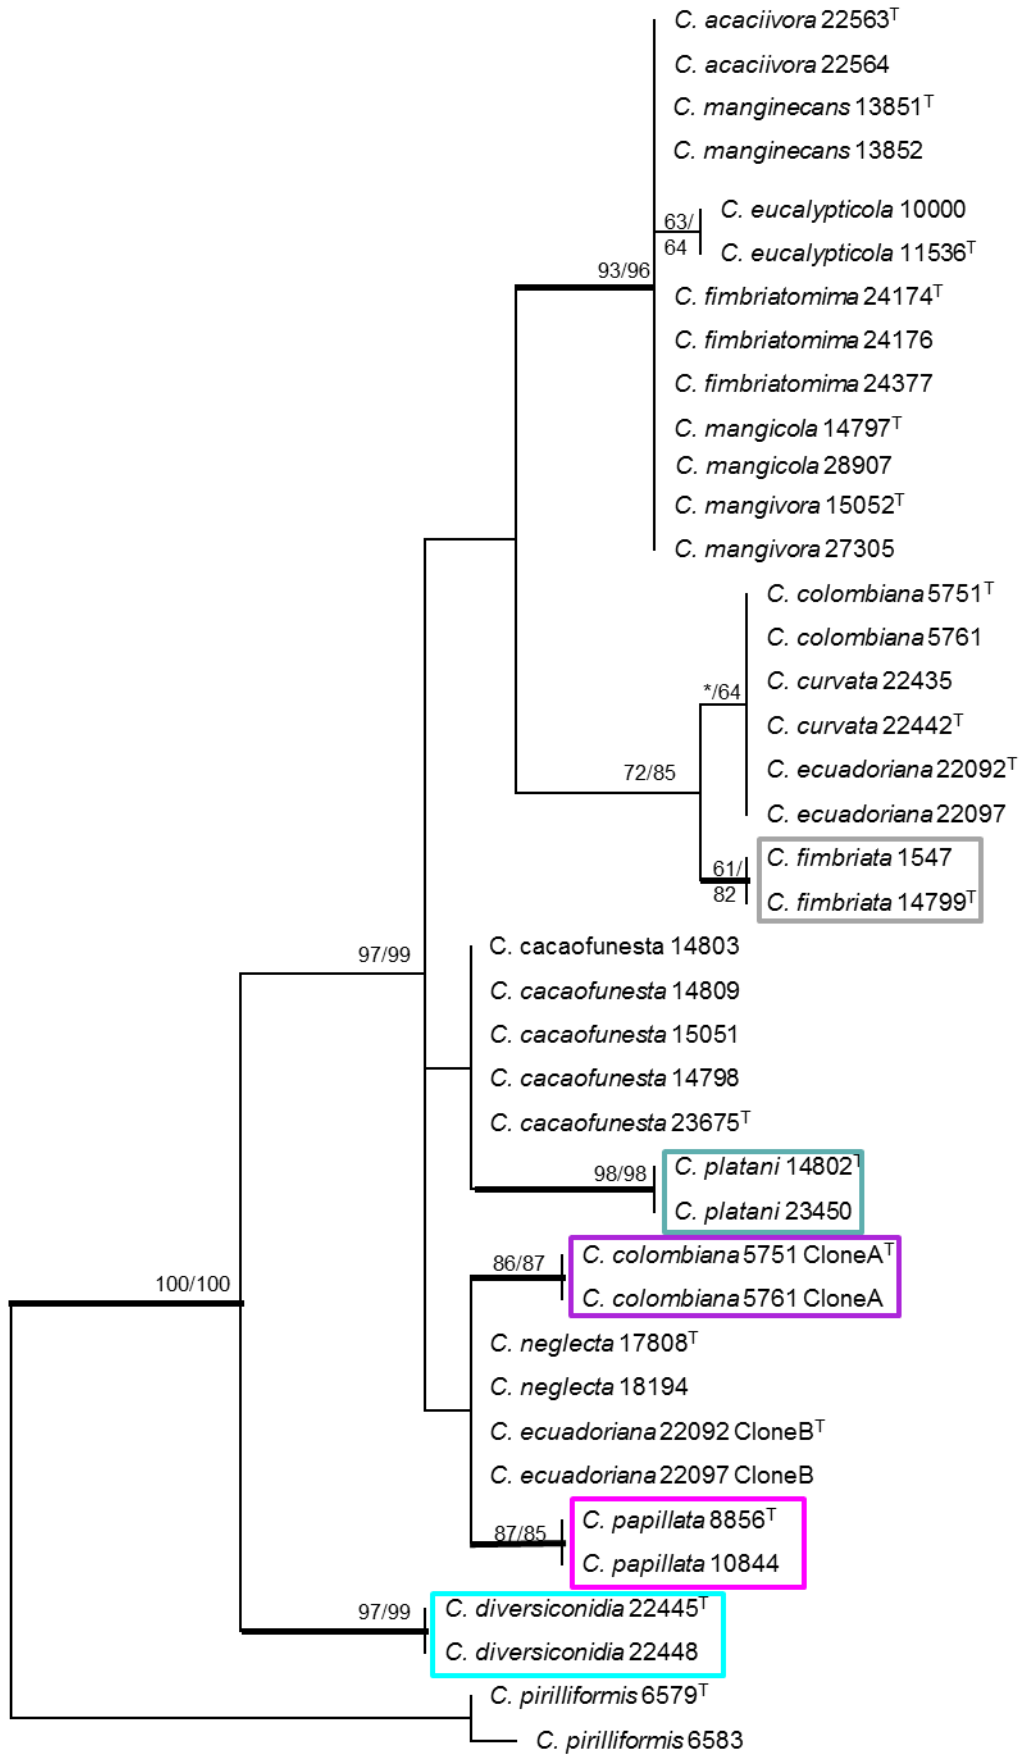 C. acaciivora 22563ᵀ
C. acaciivora 22564
C. manginecans 13851ᵀ
C. manginecans 13852
C. eucalypticola 10000
63/
64
C. eucalypticola 11536ᵀ
93/96
C. fimbriatomima 24174ᵀ
C. fimbriatomima 24176
C. fimbriatomima 24377
C. mangicola 14797ᵀ
C. mangicola 28907
C. mangivora 15052ᵀ
C. mangivora 27305
C. colombiana 5751ᵀ
C. colombiana 5761
C. curvata 22435
*/64
C. curvata 22442ᵀ
72/85
C. ecuadoriana 22092ᵀ
C. ecuadoriana 22097
C. fimbriata 1547
61/
82
C. fimbriata 14799ᵀ
C. cacaofunesta 14803
97/99
C. cacaofunesta 14809
C. cacaofunesta 15051
C. cacaofunesta 14798
C. cacaofunesta 23675ᵀ
98/98
C. platani 14802ᵀ
C. platani 23450
C. colombiana 5751 CloneAᵀ
86/87
100/100
C. colombiana 5761 CloneA
C. neglecta 17808ᵀ
C. neglecta 18194
C. ecuadoriana 22092 CloneBᵀ
C. ecuadoriana 22097 CloneB
C. papillata 8856ᵀ
87/85
C. papillata 10844
97/99
C. diversiconidia 22445ᵀ
C. diversiconidia 22448
C. pirilliformis 6579ᵀ
C. pirilliformis 6583